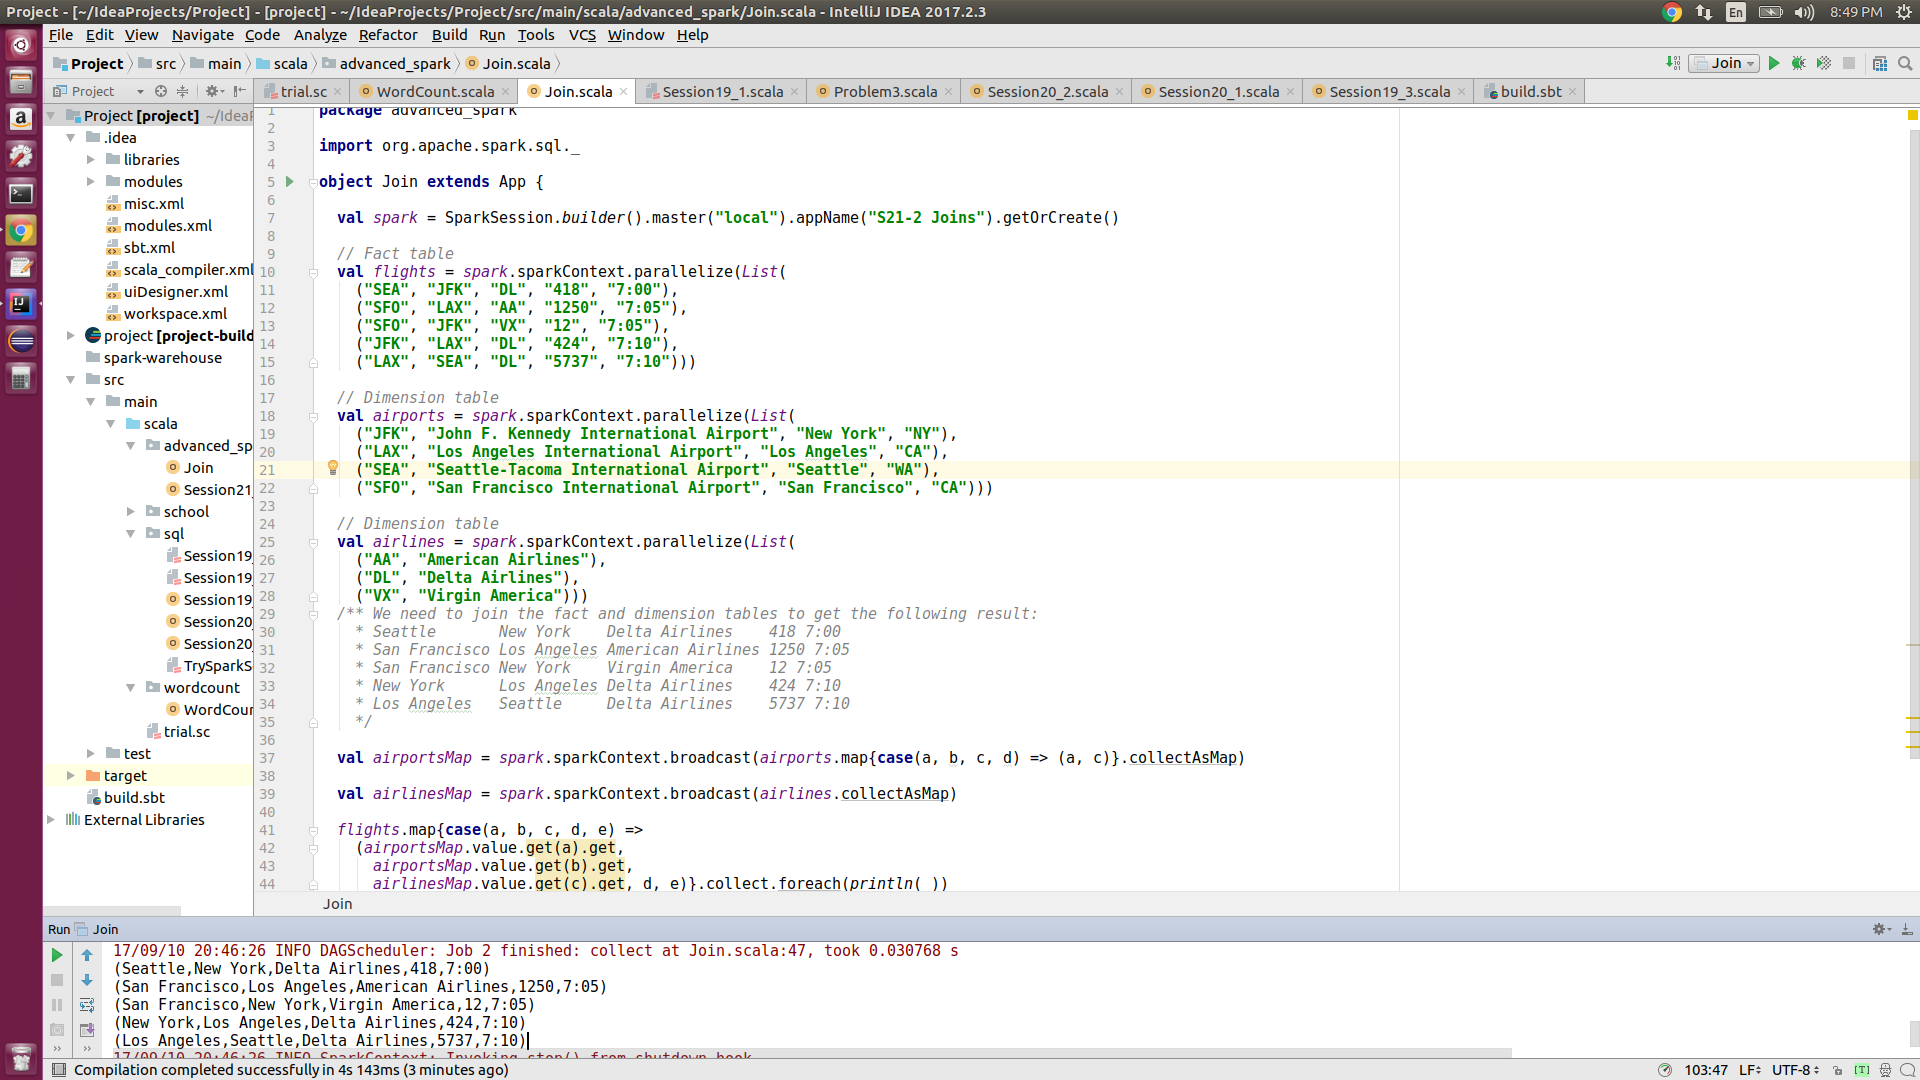 Project - [~/IdeaProjects/Project] - [project] - ~/IdeaProjects/Project/src/main/scala/advanced_spark/Join.scala - IntelliJ IDEA 2017.2.3
En
8:49 PM
File Edit View Navigate Code Analyze Refactor Build Run Tools VCS Window Help
Project src main scala advanced_spark Join.scala
Join
Project
trial.sc WordCount.scala Join.scala Session19_1.scala Problem3.scala Session20_2.scala Session20_1.scala Session19_3.scala build.sbt
Project [project] ~/IdeaP
.idea
libraries
modules
misc.xml
modules.xml
sbt.xml
scala_compiler.xml
uiDesigner.xml
workspace.xml
project [project-build
spark-warehouse
src
main
scala
advanced_sp
Join
Session21_
school
sql
Session19_
Session19_
Session19_
Session20_
Session20_
TrySparkS
wordcount
WordCour
trial.sc
test
target
build.sbt
External Libraries
1 package advanced_spark
2
3 import org.apache.spark.sql._
4
5 object Join extends App {
6
7 val spark = SparkSession.builder().master("local").appName("S21-2 Joins").getOrCreate()
8
9 // Fact table
10 val flights = spark.sparkContext.parallelize(List(
11 ("SEA", "JFK", "DL", "418", "7:00"),
12 ("SFO", "LAX", "AA", "1250", "7:05"),
13 ("SFO", "JFK", "VX", "12", "7:05"),
14 ("JFK", "LAX", "DL", "424", "7:10"),
15 ("LAX", "SEA", "DL", "5737", "7:10")))
16
17 // Dimension table
18 val airports = spark.sparkContext.parallelize(List(
19 ("JFK", "John F. Kennedy International Airport", "New York", "NY"),
20 ("LAX", "Los Angeles International Airport", "Los Angeles", "CA"),
21 ("SEA", "Seattle-Tacoma International Airport", "Seattle", "WA"),
22 ("SFO", "San Francisco International Airport", "San Francisco", "CA")))
23
24 // Dimension table
25 val airlines = spark.sparkContext.parallelize(List(
26 ("AA", "American Airlines"),
27 ("DL", "Delta Airlines"),
28 ("VX", "Virgin America")))
29 /** We need to join the fact and dimension tables to get the following result:
30 * Seattle New York Delta Airlines 418 7:00
31 * San Francisco Los Angeles American Airlines 1250 7:05
32 * San Francisco New York Virgin America 12 7:05
33 * New York Los Angeles Delta Airlines 424 7:10
34 * Los Angeles Seattle Delta Airlines 5737 7:10
35 */
36
37 val airportsMap = spark.sparkContext.broadcast(airports.map{case(a, b, c, d) => (a, c)}.collectAsMap)
38
39 val airlinesMap = spark.sparkContext.broadcast(airlines.collectAsMap)
40
41 flights.map{case(a, b, c, d, e) =>
42 (airportsMap.value.get(a).get,
43 airportsMap.value.get(b).get,
44 airlinesMap.value.get(c).get, d, e)}.collect.foreach(println(_))
Join
Run Join
17/09/10 20:46:26 INFO DAGScheduler: Job 2 finished: collect at Join.scala:47, took 0.030768 s
(Seattle,New York,Delta Airlines,418,7:00)
(San Francisco,Los Angeles,American Airlines,1250,7:05)
(San Francisco,New York,Virgin America,12,7:05)
(New York,Los Angeles,Delta Airlines,424,7:10)
(Los Angeles,Seattle,Delta Airlines,5737,7:10)
17/09/10 20:46:26 INFO SparkContext: Invoking stop() from shutdown hook
Compilation completed successfully in 4s 143ms (3 minutes ago)
103:47 LF UTF-8 [T]